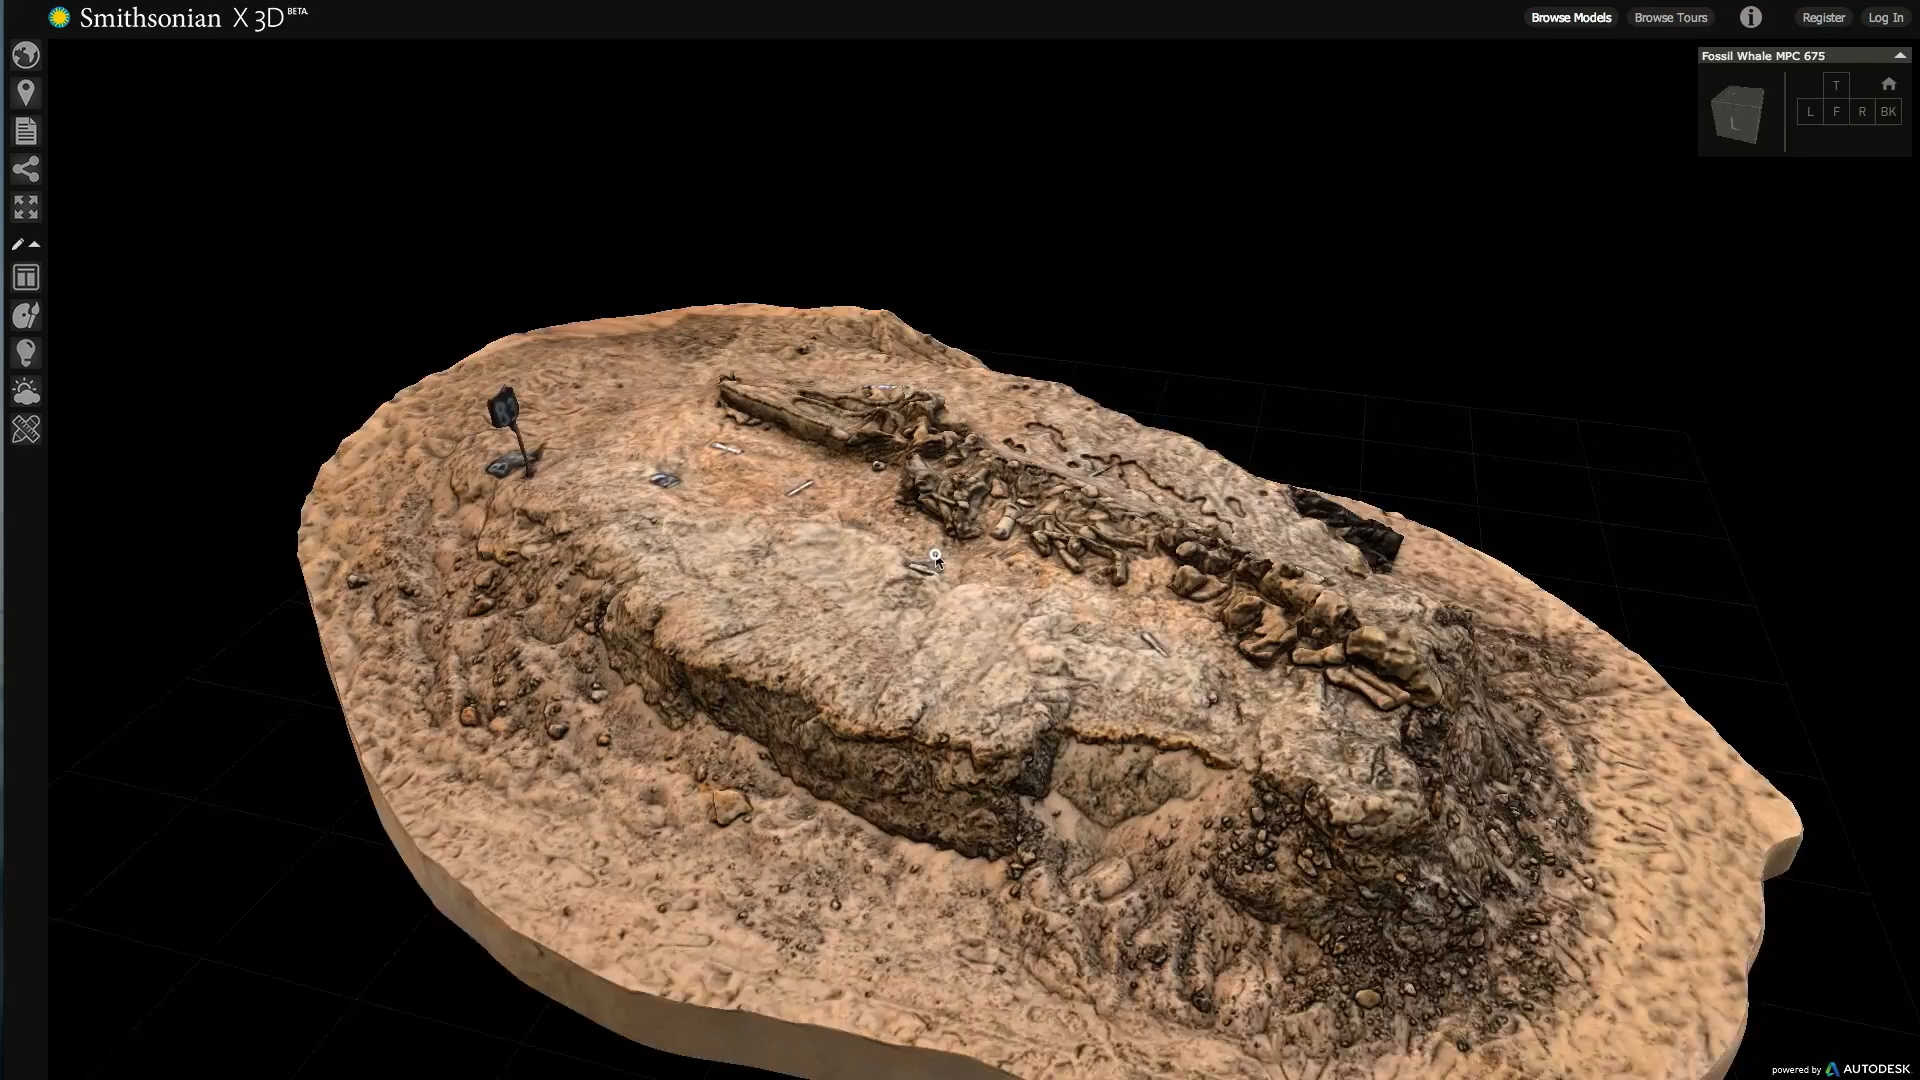 Smithsonian X 3D BETA
Browse Models
Browse Tours
Register
Log In
Fossil Whale MPC 675
T
L F R BK
L
powered by AUTODESK